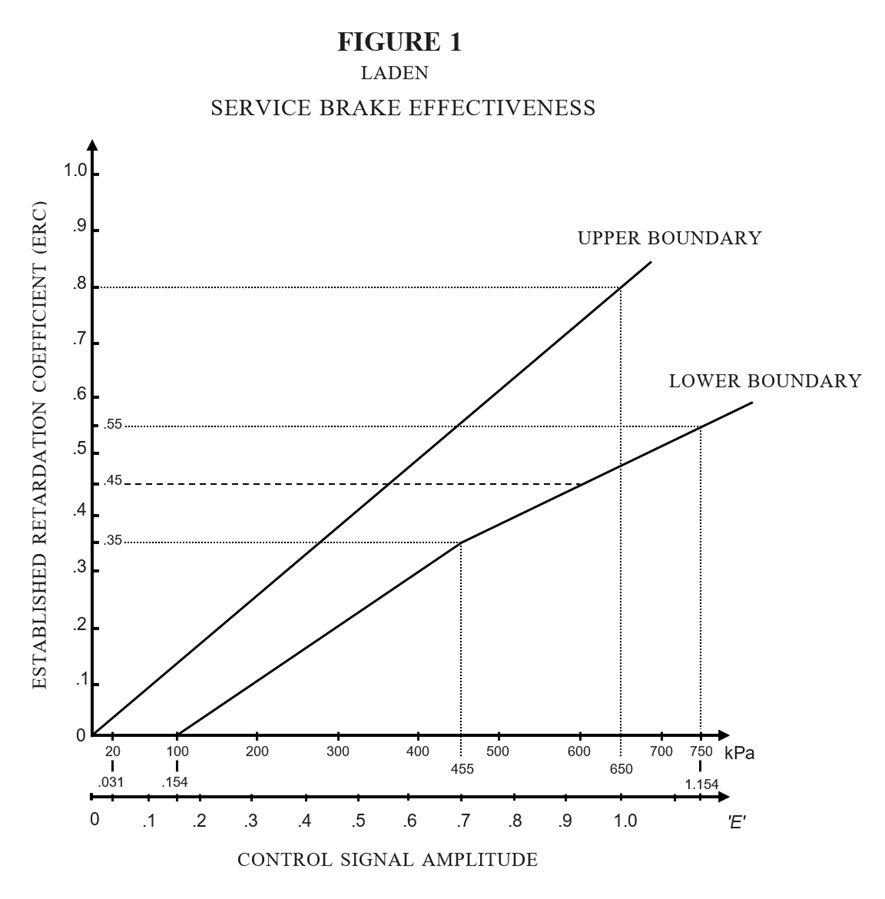 FIGURE 1
LADEN
SERVICE BRAKE EFFECTIVENESS
ESTABLISHED RETARDATION COEFFICIENT (ERC)
1.0
.9
UPPER BOUNDARY
.8
.7
LOWER BOUNDARY
.6
.55
.5
.45
.4
.35
.3
.2
.1
0
20 100 200 300 400 500 600 700 750 kPa
455 650
.031 .154 1.154
0 .1 .2 .3 .4 .5 .6 .7 .8 .9 1.0 'E'
CONTROL SIGNAL AMPLITUDE